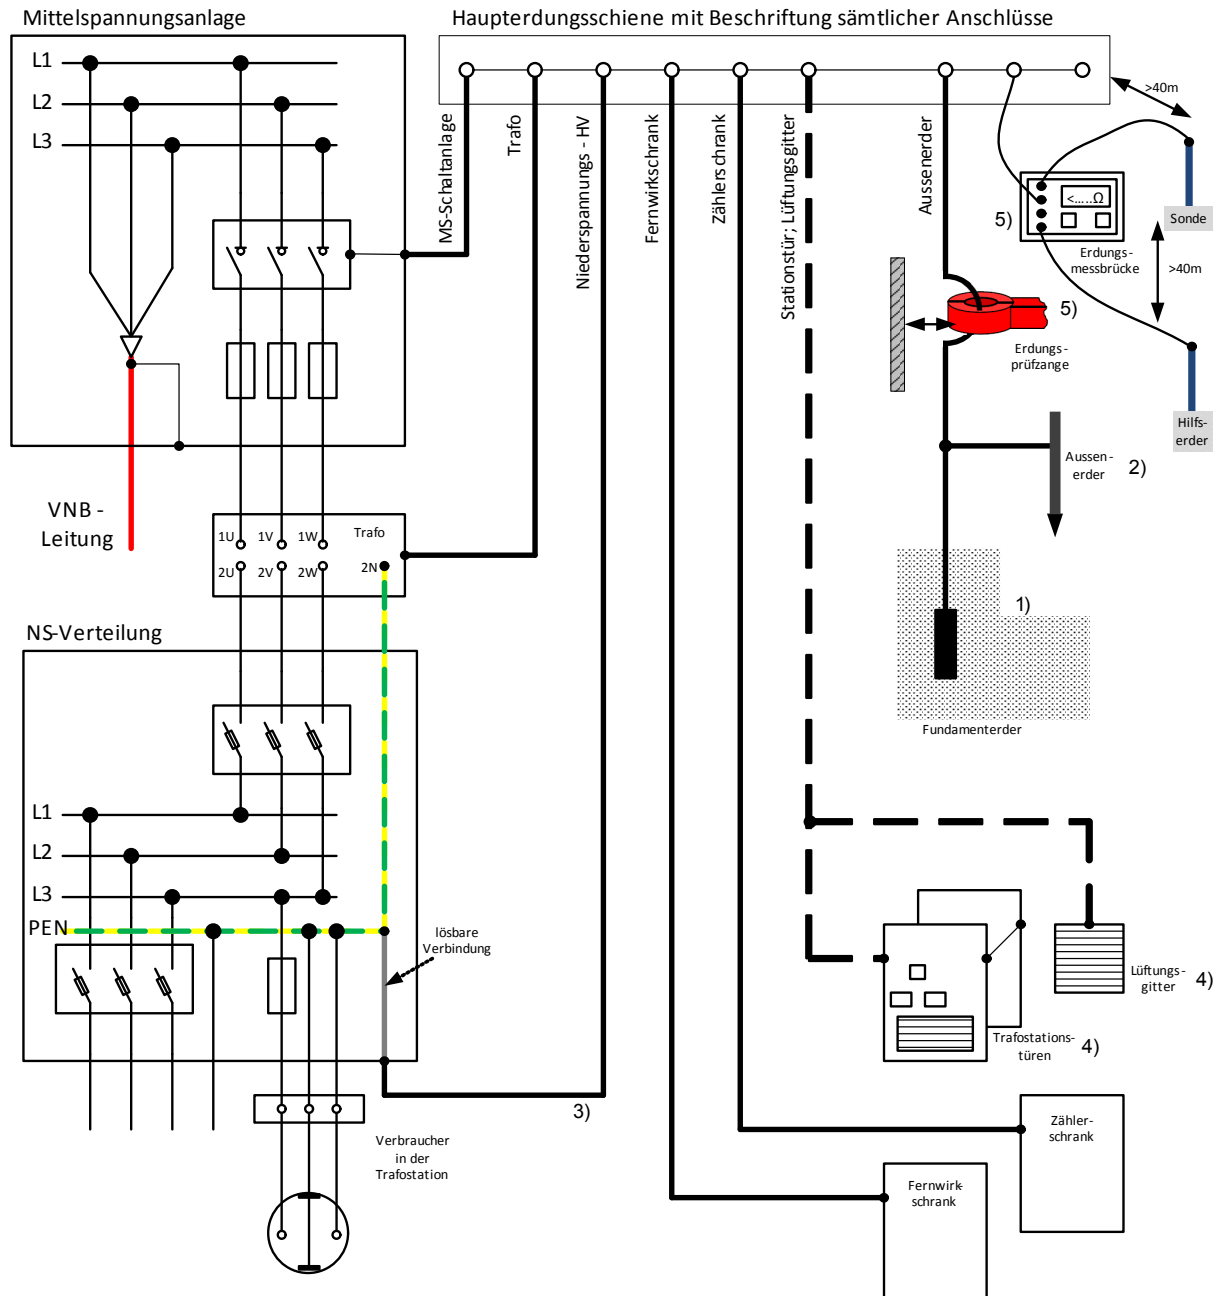 Mittelspannungsanlage
Haupterdungsschiene mit Beschriftung sämtlicher Anschlüsse
L1
L2
L3
MS-Schaltanlage
Trafo
Niederspannungs - HV
Fernwirkschrank
Zählerschrank
Stationstür; Lüftungsgitter
Aussenerder
>40m
<.....Ω
5)
Sonde
Erdungs-
messbrücke
>40m
5)
Erdungs-
prüfzange
Hilfs-
erder
Aussen-
erder
2)
VNB -
Leitung
1U
1V
1W
Trafo
2U
2V
2W
2N
1)
Fundamenterder
NS-Verteilung
L1
L2
L3
PEN
lösbare
Verbindung
Lüftungs-
gitter
4)
Trafostations-
türen
4)
3)
Verbraucher
in der
Trafostation
Zähler-
schrank
Fernwirk-
schrank